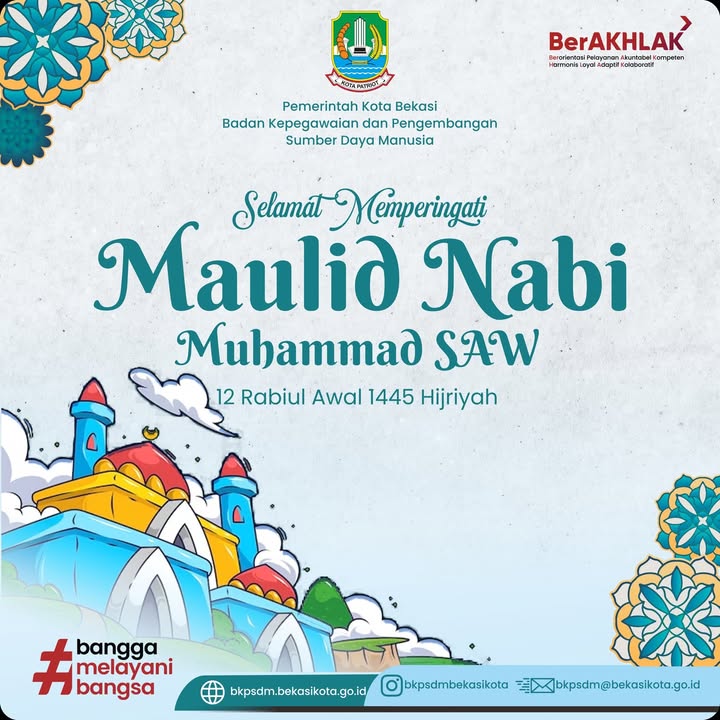 KOTA PATRIOT
BerAKHLAK
Berorientasi Pelayanan Akuntabel Kompeten
Harmonis Loyal Adaptif Kolaboratif
Pemerintah Kota Bekasi
Badan Kepegawaian dan Pengembangan
Sumber Daya Manusia
Selamat Memperingati
Maulid Nabi
Muhammad SAW
12 Rabiul Awal 1445 Hijriyah
#bangga
melayani
bangsa
bkpsdm.bekasikota.go.id
bkpsdmbekasikota
bkpsdm@bekasikota.go.id